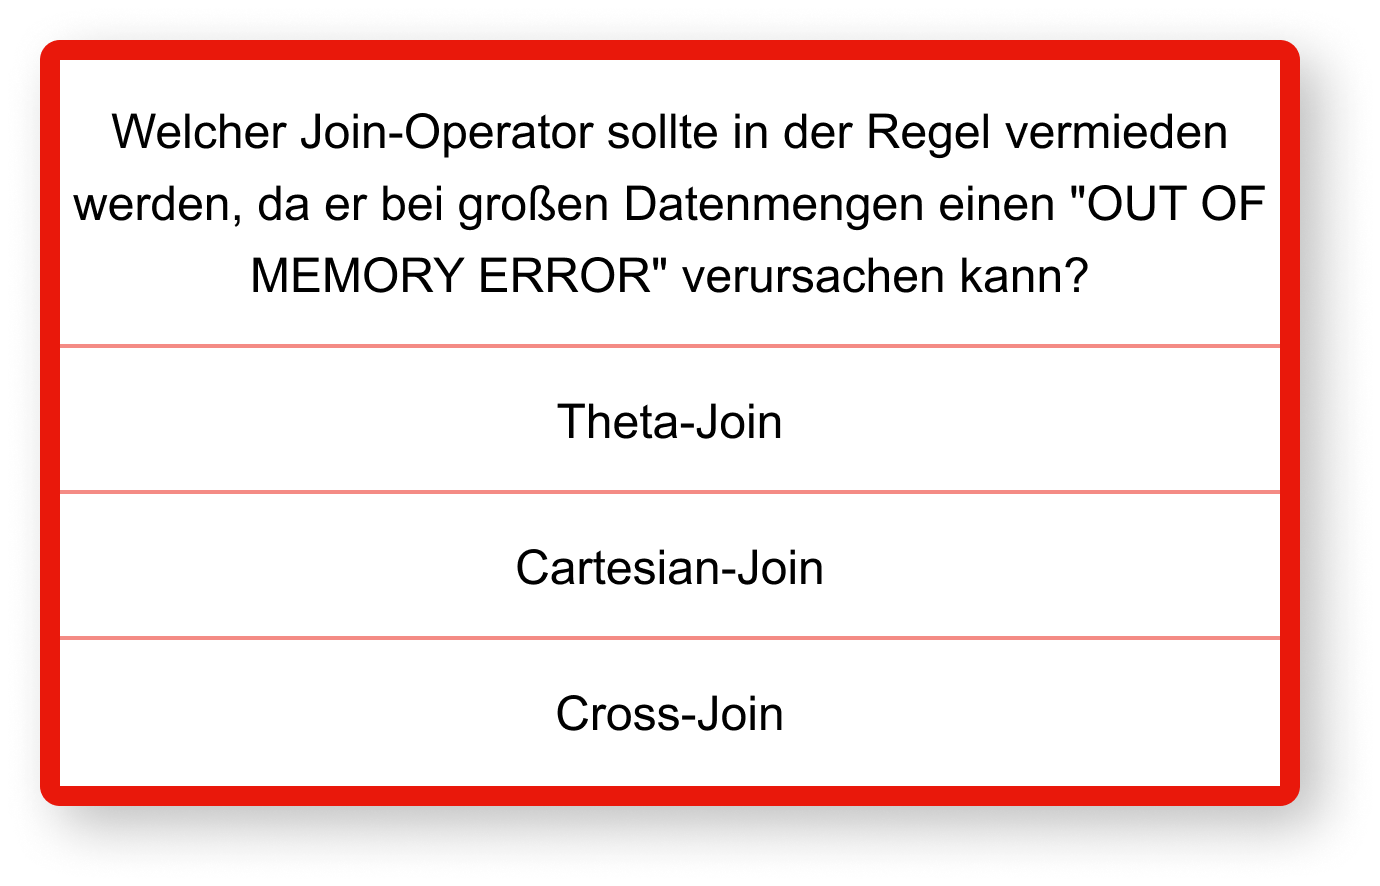 Welcher Join-Operator sollte in der Regel vermieden
werden, da er bei großen Datenmengen einen "OUT OF
MEMORY ERROR" verursachen kann?
Theta-Join
Cartesian-Join
Cross-Join